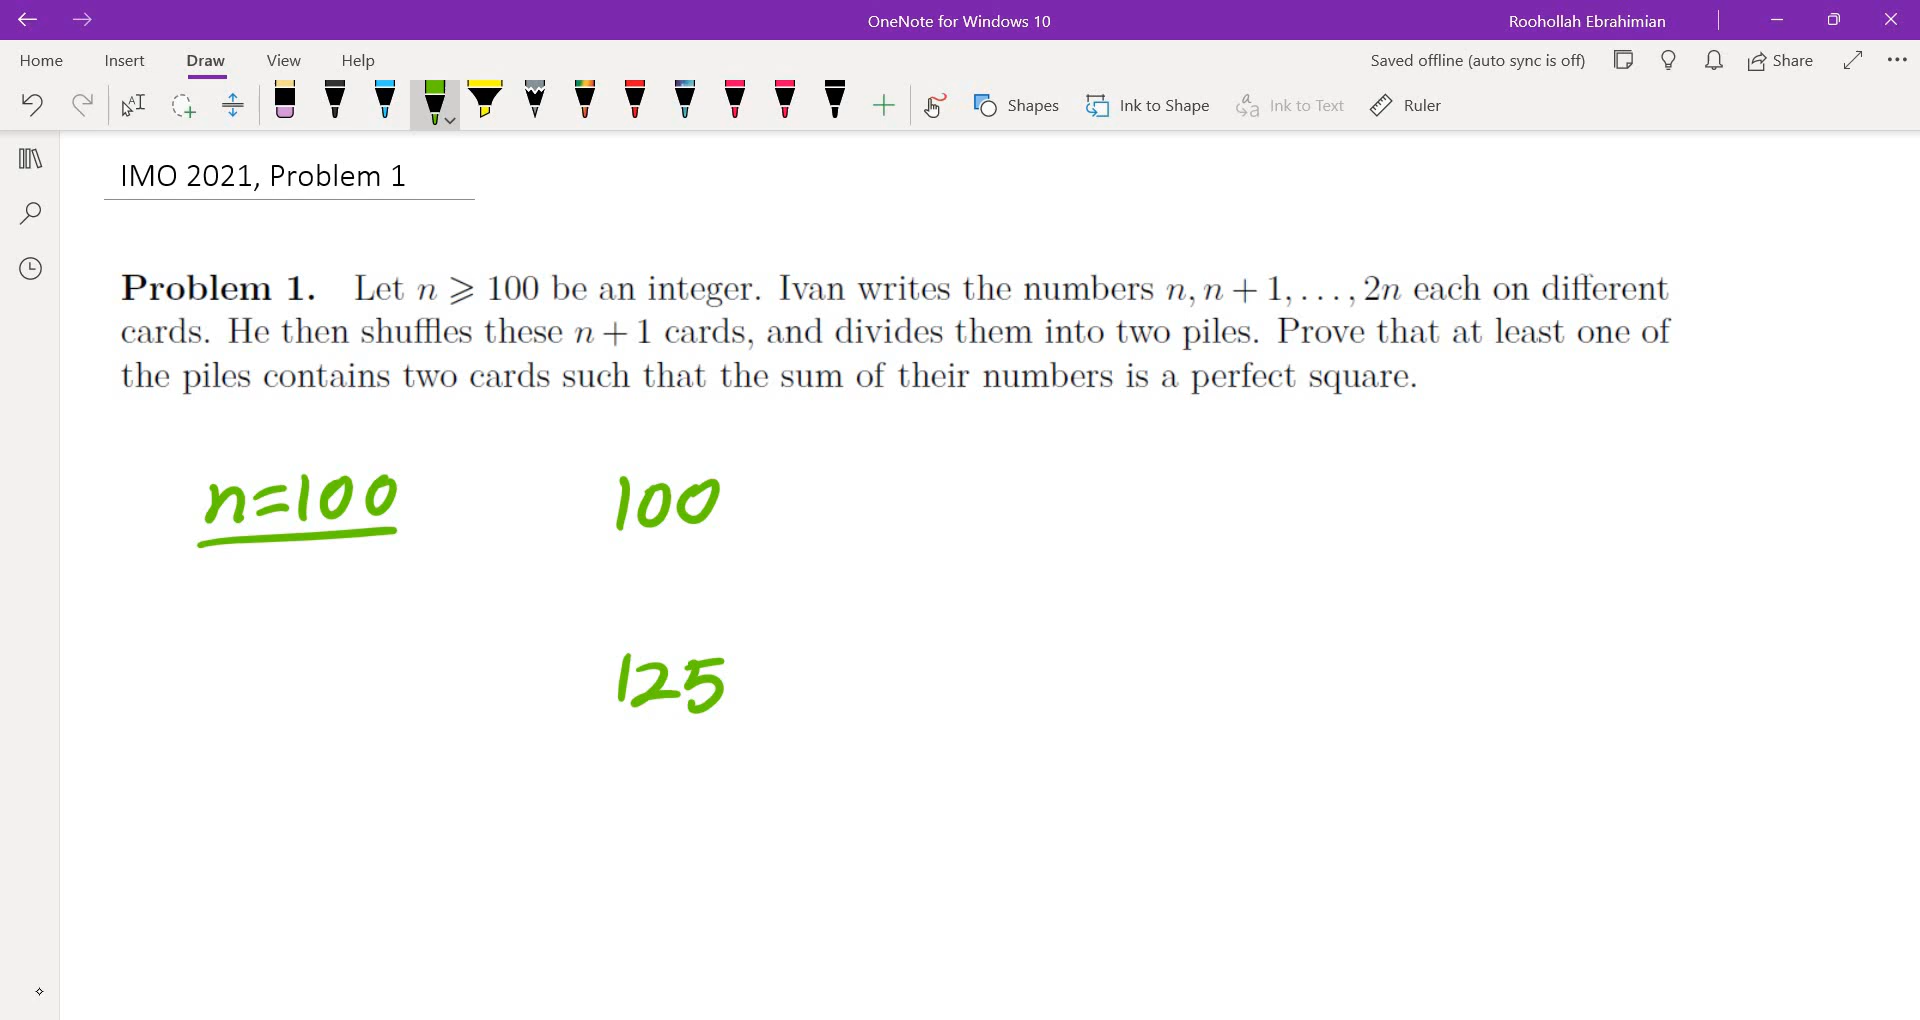 OneNote for Windows 10
Roohollah Ebrahimian
Home Insert Draw View Help
Saved offline (auto sync is off) Share
Shapes Ink to Shape Ink to Text Ruler
IMO 2021, Problem 1
Problem 1. Let n ⩾ 100 be an integer. Ivan writes the numbers n, n + 1, . . . , 2n each on different
cards. He then shuffles these n + 1 cards, and divides them into two piles. Prove that at least one of
the piles contains two cards such that the sum of their numbers is a perfect square.
n=100 100
125